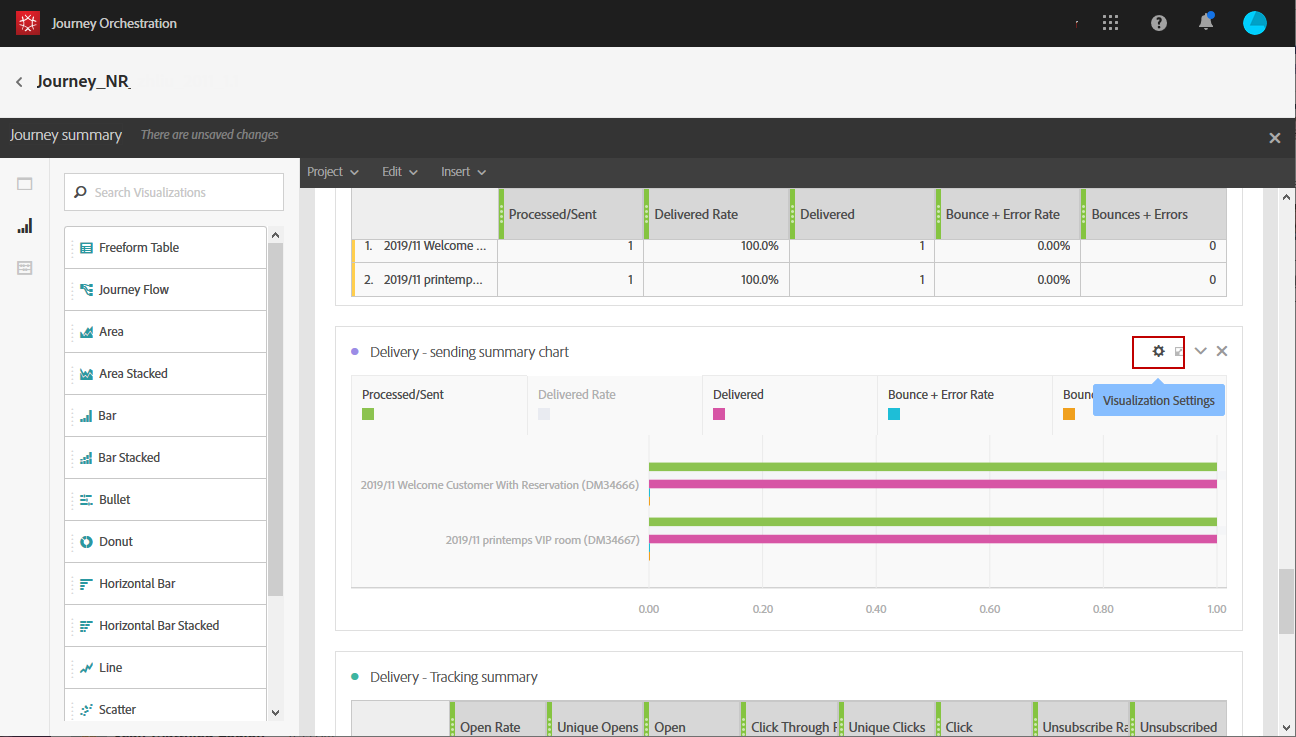 Journey Orchestration
Journey_NR_
Journey summary There are unsaved changes
Project Edit Insert
Search Visualizations
Freeform Table
Journey Flow
Area
Area Stacked
Bar
Bar Stacked
Bullet
Donut
Horizontal Bar
Horizontal Bar Stacked
Line
Scatter
Processed/Sent Delivered Rate Delivered Bounce + Error Rate Bounces + Errors
1. 2019/11 Welcome ... 1 100.0% 1 0.00% 0
2. 2019/11 printemps... 1 100.0% 1 0.00% 0
Delivery - sending summary chart
Visualization Settings
Processed/Sent Delivered Rate Delivered Bounce + Error Rate Boun
2019/11 Welcome Customer With Reservation (DM34666)
2019/11 printemps VIP room (DM34667)
0.00 0.20 0.40 0.60 0.80 1.00
Delivery - Tracking summary
Open Rate Unique Opens Open Click Through Unique Clicks Click Unsubscribe Ra Unsubscribed